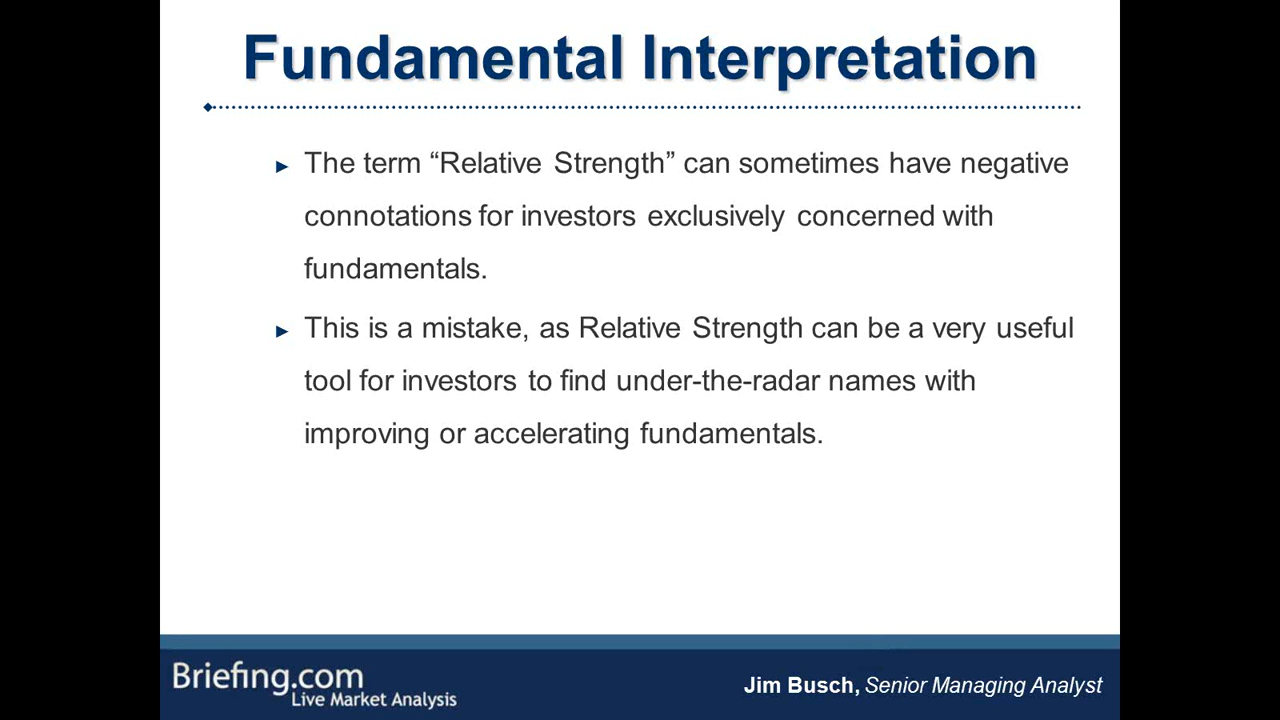 Fundamental Interpretation
► The term “Relative Strength” can sometimes have negative
connotations for investors exclusively concerned with
fundamentals.
► This is a mistake, as Relative Strength can be a very useful
tool for investors to find under-the-radar names with
improving or accelerating fundamentals.
Briefing.com
Live Market Analysis
Jim Busch, Senior Managing Analyst